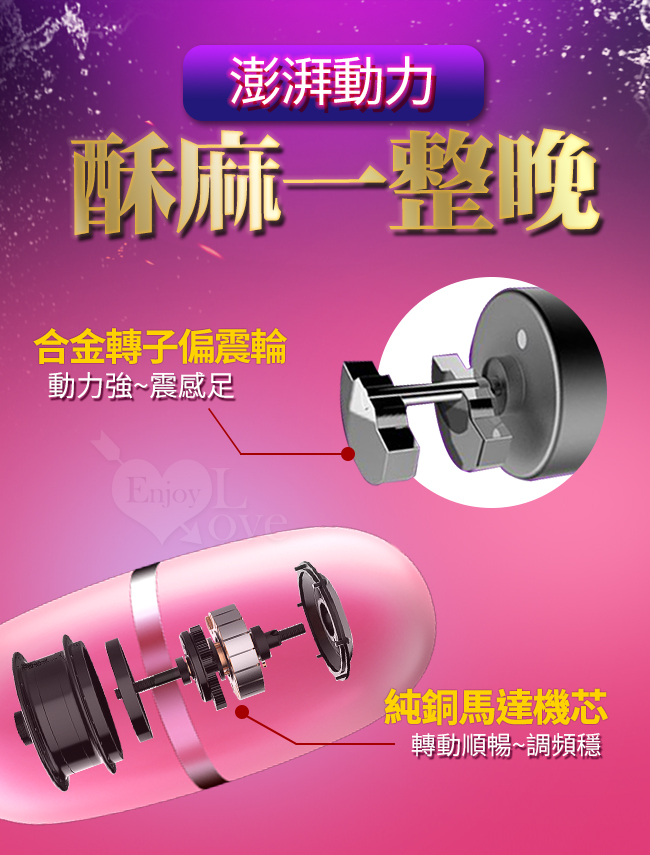 澎湃動力
酥麻一整晚
合金轉子偏震輪
動力強~震感足
Enjoy Love
純銅馬達機芯
轉動順暢~調頻穩